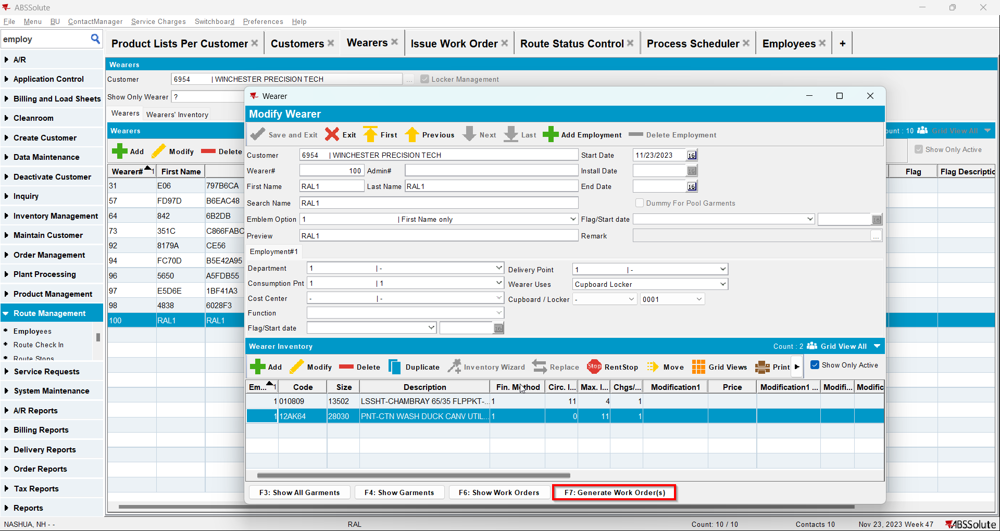 ABSSolute
File Menu BU ContactManager Service Charges Switchboard Preferences Help
employ
Product Lists Per Customer Customers Wearers Issue Work Order Route Status Control Process Scheduler Employees +
A/R
Application Control
Billing and Load Sheets
Cleanroom
Create Customer
Data Maintenance
Deactivate Customer
Inquiry
Inventory Management
Maintain Customer
Order Management
Plant Processing
Product Management
Route Management
Employees
Route Check In
Route Stops
Service Requests
System Maintenance
A/R Reports
Billing Reports
Delivery Reports
Order Reports
Tax Reports
Reports
Wearers
Customer 6954 | WINCHESTER PRECISION TECH ... Locker Management
Show Only Wearer ?
Wearers Wearers' Inventory
Wearers
Count : 10 Grid View All
Add Modify Delete
Show Only Active
Wearer# 1 First Name Flag Flag Descriptio
31 E06 797B6CA
57 FD97D B6EAC48
64 842 6B2DB
73 351C C866FABC
92 8179A CE56
94 FC70D B5E42A95
96 5650 A5FDB55
97 E5D6E 1BF41A3
98 4838 6028F3
100 RAL1 RAL1
Wearer
Modify Wearer
Save and Exit Exit First Previous Next Last Add Employment Delete Employment
Customer 6954 | WINCHESTER PRECISION TECH Start Date 11/23/2023 16
Wearer# 100 Admin# Install Date 16
First Name RAL1 Last Name RAL1 End Date 16
Search Name RAL1 Dummy For Pool Garments
Emblem Option 1 | First Name only Flag/Start date 16
Preview RAL1 Remark ...
Employment#1
Department 1 | - Delivery Point 1 | -
Consumption Pnt 1 | 1 Wearer Uses Cupboard Locker
Cost Center - | - Cupboard / Locker - 0001
Function
Flag/Start date 16
Wearer Inventory Count : 2 Grid View All
Add Modify Delete Duplicate Inventory Wizard Replace Stop RentStop Move Grid Views Print Show Only Active
Em... 1 Code Size Description Fin. Method Circ. I... Max. I... Chgs/... Modification1 Price Modification1 ... Modifi... Modific
1 010809 13502 LSSHT-CHAMBRAY 65/35 FLPPKT-... 1 11 4 1
1 12AK64 28030 PNT-CTN WASH DUCK CANV UTIL... 1 0 11 1
F3: Show All Garments F4: Show Garments F6: Show Work Orders F7: Generate Work Order(s)
NASHUA, NH - - RAL Count: 10 / 10 Contacts 10 Nov 23, 2023 Week 47 ABSSolute